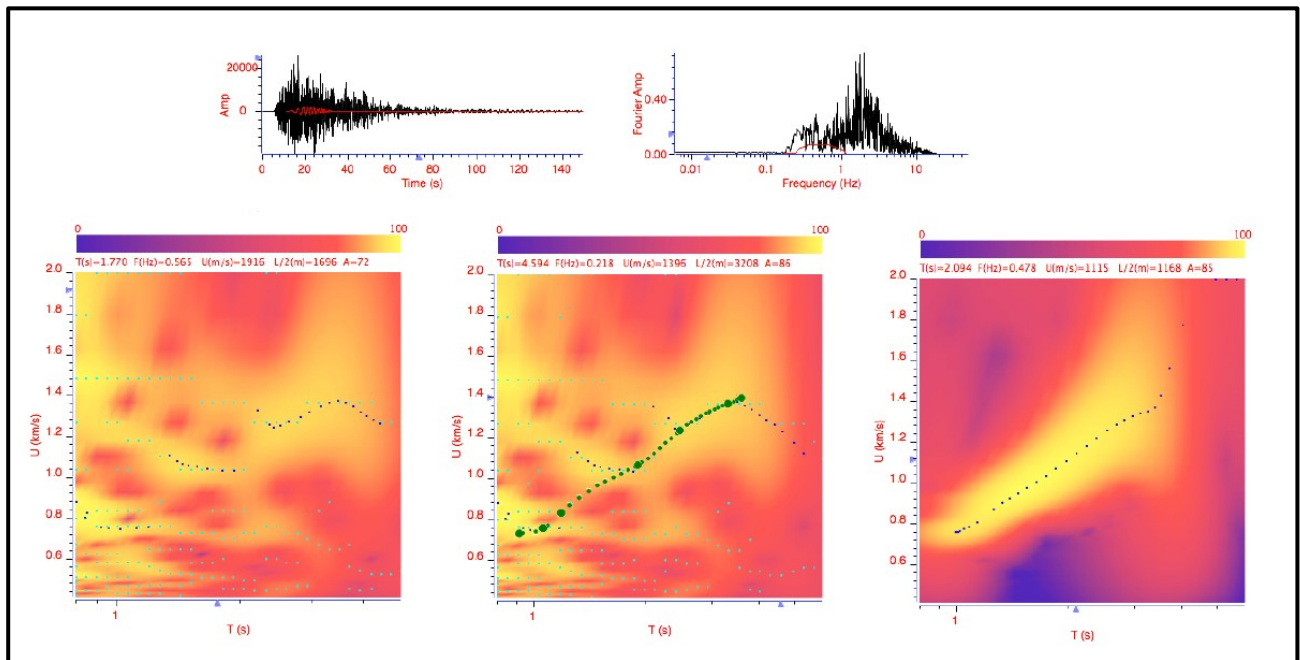 20000
0
Amp
0 20 40 60 80 100 120 140
Time (s)
0.40
0.00
Fourier Amp
0.01 0.1 1 10
Frequency (Hz)
0 100
T(s)=1.770 F(Hz)=0.565 U(m/s)=1916 L/2(m)=1696 A=72
2.0
1.8
1.6
1.4
1.2
1.0
0.8
0.6
U (km/s)
1
T (s)
0 100
T(s)=4.594 F(Hz)=0.218 U(m/s)=1396 L/2(m)=3208 A=86
2.0
1.8
1.6
1.4
1.2
1.0
0.8
0.6
U (km/s)
1
T (s)
0 100
T(s)=2.094 F(Hz)=0.478 U(m/s)=1115 L/2(m)=1168 A=85
2.0
1.8
1.6
1.4
1.2
1.0
0.8
0.6
U (km/s)
1
T (s)